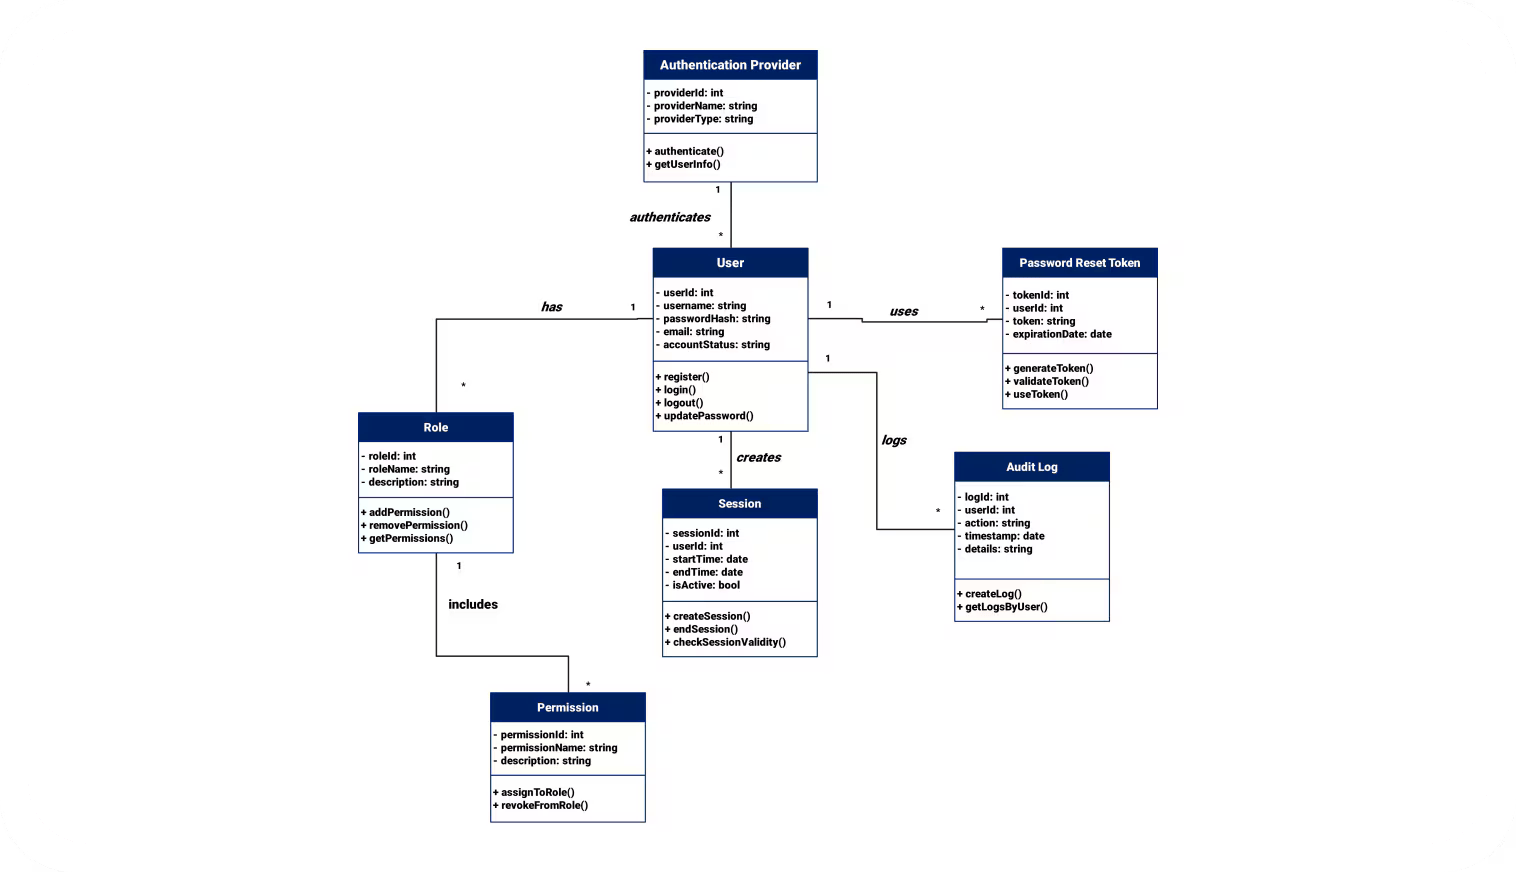 Authentication Provider
- providerId: int
- providerName: string
- providerType: string
+ authenticate()
+ getUserInfo()
1
authenticates
*
User
- userId: int
- username: string
- passwordHash: string
- email: string
- accountStatus: string
+ register()
+ login()
+ logout()
+ updatePassword()
has
1
*
1
uses
*
Password Reset Token
- tokenId: int
- userId: int
- token: string
- expirationDate: date
+ generateToken()
+ validateToken()
+ useToken()
1
logs
*
Role
- roleId: int
- roleName: string
- description: string
+ addPermission()
+ removePermission()
+ getPermissions()
1
creates
*
Session
- sessionId: int
- userId: int
- startTime: date
- endTime: date
- isActive: bool
+ createSession()
+ endSession()
+ checkSessionValidity()
Audit Log
- logId: int
- userId: int
- action: string
- timestamp: date
- details: string
+ createLog()
+ getLogsByUser()
1
includes
*
Permission
- permissionId: int
- permissionName: string
- description: string
+ assignToRole()
+ revokeFromRole()